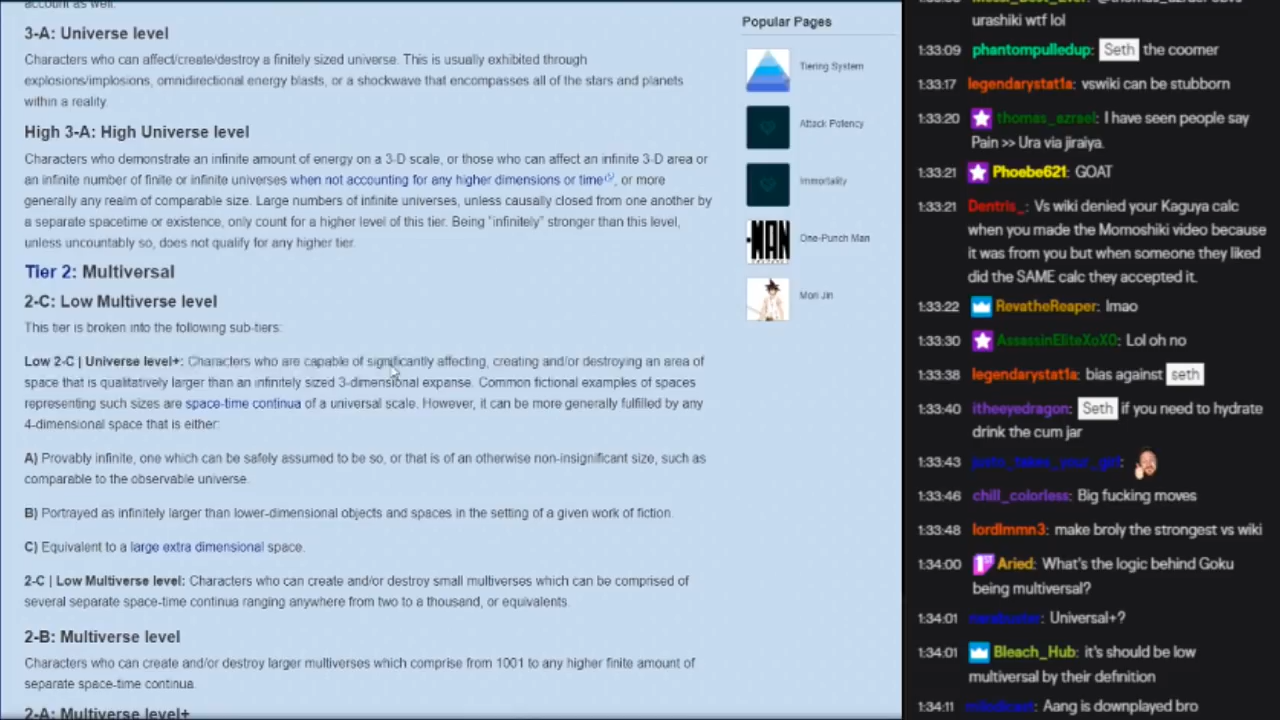 account as well.
3-A: Universe level
Characters who can affect/create/destroy a finitely sized universe. This is usually exhibited through
explosions/implosions, omnidirectional energy blasts, or a shockwave that encompasses all of the stars and planets
within a reality.
High 3-A: High Universe level
Characters who demonstrate an infinite amount of energy on a 3-D scale, or those who can affect an infinite 3-D area or
an infinite number of finite or infinite universes when not accounting for any higher dimensions or time, or more
generally any realm of comparable size. Large numbers of infinite universes, unless causally closed from one another by
a separate spacetime or existence, only count for a higher level of this tier. Being "infinitely" stronger than this level,
unless uncountably so, does not qualify for any higher tier.
Tier 2: Multiversal
2-C: Low Multiverse level
This tier is broken into the following sub-tiers:
Low 2-C | Universe level+: Characters who are capable of significantly affecting, creating and/or destroying an area of
space that is qualitatively larger than an infinitely sized 3-dimensional expanse. Common fictional examples of spaces
representing such sizes are space-time continua of a universal scale. However, it can be more generally fulfilled by any
4-dimensional space that is either:
A) Provably infinite, one which can be safely assumed to be so, or that is of an otherwise non-insignificant size, such as
comparable to the observable universe.
B) Portrayed as infinitely larger than lower-dimensional objects and spaces in the setting of a given work of fiction.
C) Equivalent to a large extra dimensional space.
2-C | Low Multiverse level: Characters who can create and/or destroy small multiverses which can be comprised of
several separate space-time continua ranging anywhere from two to a thousand, or equivalents.
2-B: Multiverse level
Characters who can create and/or destroy larger multiverses which comprise from 1001 to any higher finite amount of
separate space-time continua.
2-A: Multiverse level+
Popular Pages
Tiering System
Attack Potency
Immortality
MAN
One-Punch Man
Mori Jin
urashiki wtf lol
1:33:09 phantompulledup: Seth the coomer
1:33:17 legendarystat1a: vswiki can be stubborn
1:33:20 thomas_azrael: I have seen people say
Pain >> Ura via jiraiya.
1:33:21 Phoebe621: GOAT
1:33:21 Dentris_: Vs wiki denied your Kaguya calc
when you made the Momoshiki video because
it was from you but when someone they liked
did the SAME calc they accepted it.
1:33:22 RevatheReaper: lmao
1:33:30 AssassinEliteXoX0: Lol oh no
1:33:38 legendarystat1a: bias against seth
1:33:40 itheeyedragon: Seth if you need to hydrate
drink the cum jar
1:33:43
1:33:46 chill_colorless: Big fucking moves
1:33:48 lordlmmn3: make broly the strongest vs wiki
1:34:00 1ST Aried: What's the logic behind Goku
being multiversal?
1:34:01 Universal+?
1:34:01 Bleach_Hub: it's should be low
multiversal by their definition
1:34:11 Aang is downplayed bro